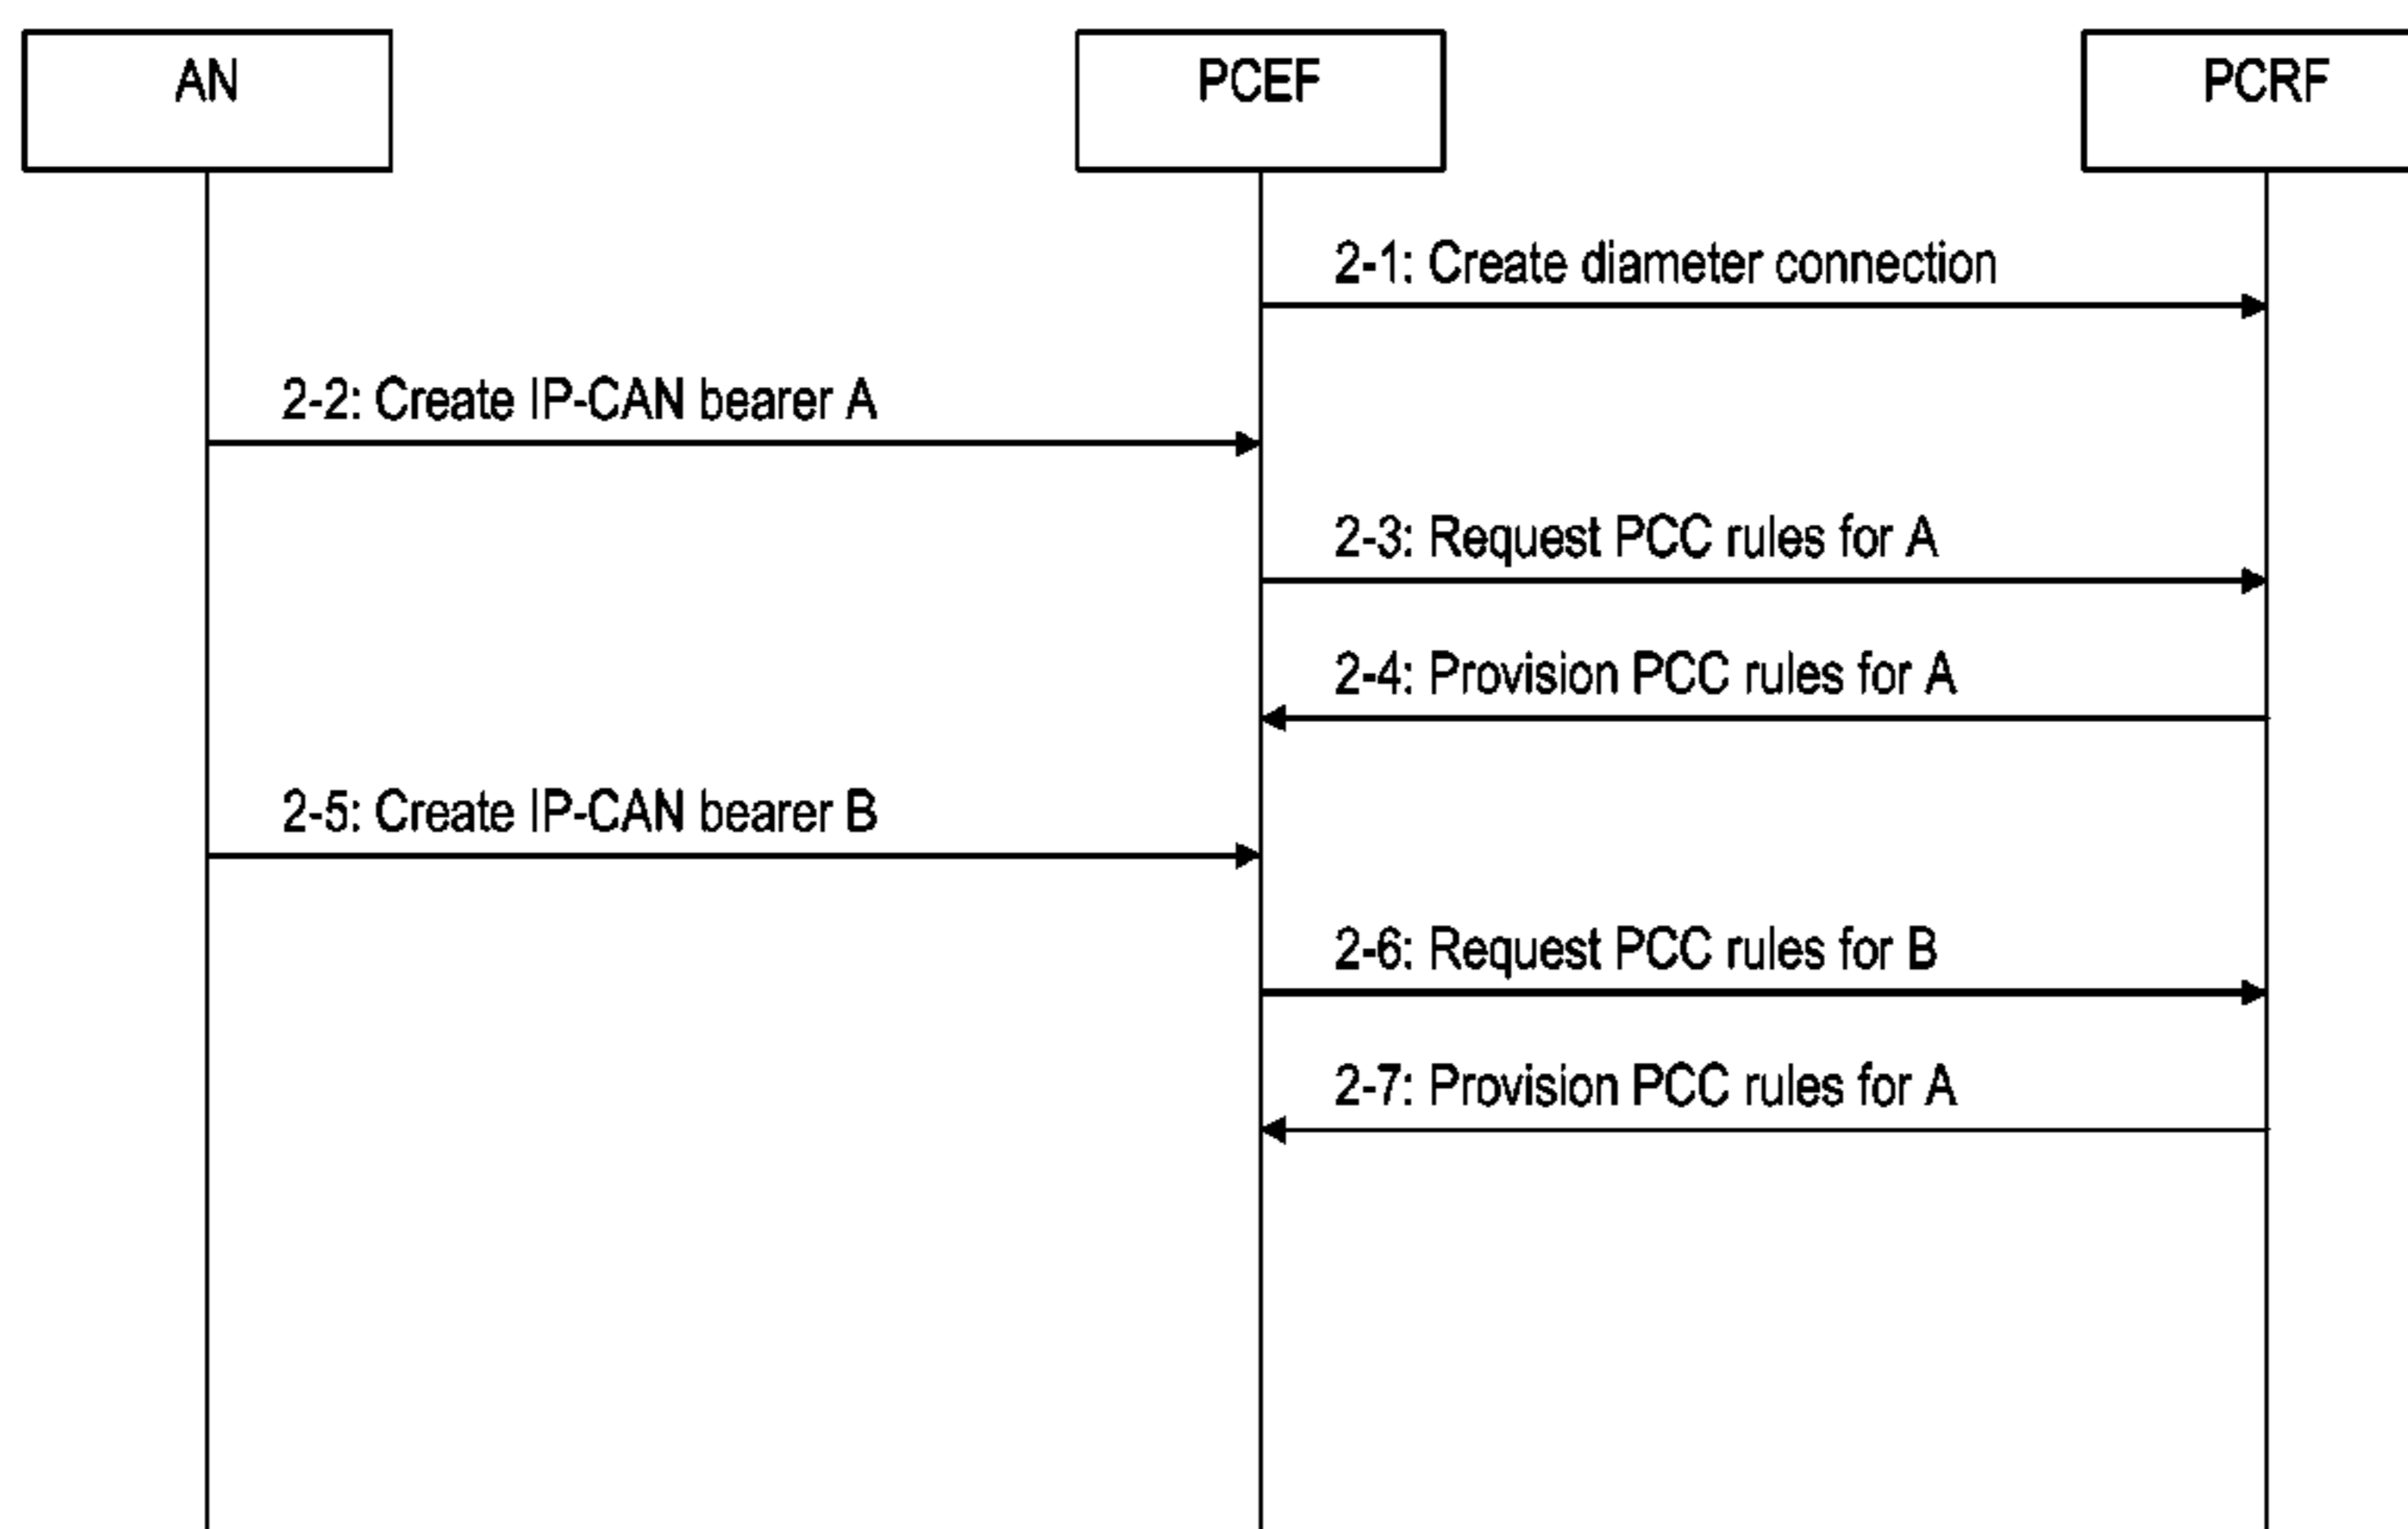 AN
PCEF
PCRF
2-1: Create diameter connection
2-2: Create IP-CAN bearer A
2-3: Request PCC rules for A
2-4: Provision PCC rules for A
2-5: Create IP-CAN bearer B
2-6: Request PCC rules for B
2-7: Provision PCC rules for A